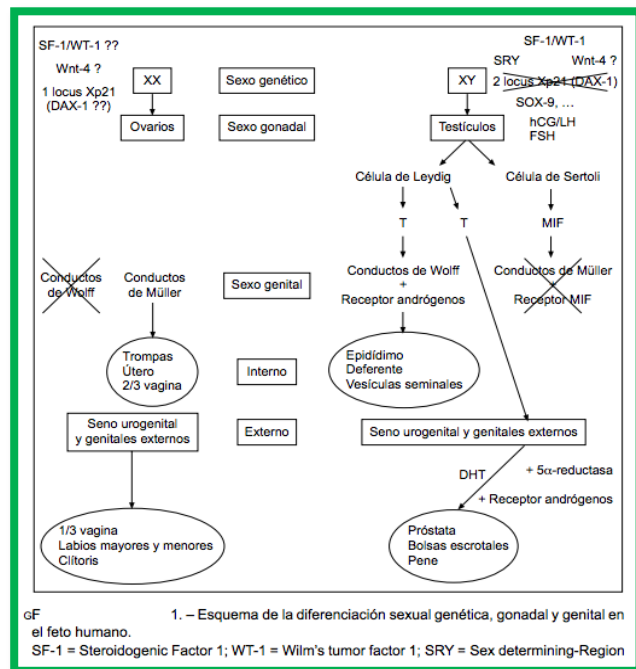 SF-1/WT-1 ??
Wnt-4 ?
1 locus Xp21
(DAX-1 ??)
XX
Sexo genético
XY
SF-1/WT-1
SRY Wnt-4 ?
2 locus Xp21 (DAX-1)
SOX-9, ...
hCG/LH
FSH
Ovarios
Sexo gonadal
Testículos
Célula de Leydig
Célula de Sertoli
T
T
MIF
Conductos
de Wolff
Conductos
de Müller
Sexo genital
Conductos de Wolff
+
Receptor andrógenos
Conductos de Müller
+
Receptor MIF
Trompas
Útero
2/3 vagina
Interno
Epidídimo
Deferente
Vesículas seminales
Seno urogenital
y genitales externos
Externo
Seno urogenital y genitales externos
DHT
+ 5α-reductasa
+ Receptor andrógenos
1/3 vagina
Labios mayores y menores
Clítoris
Próstata
Bolsas escrotales
Pene
GF 1. – Esquema de la diferenciación sexual genética, gonadal y genital en
el feto humano.
SF-1 = Steroidogenic Factor 1; WT-1 = Wilm's tumor factor 1; SRY = Sex determining-Region